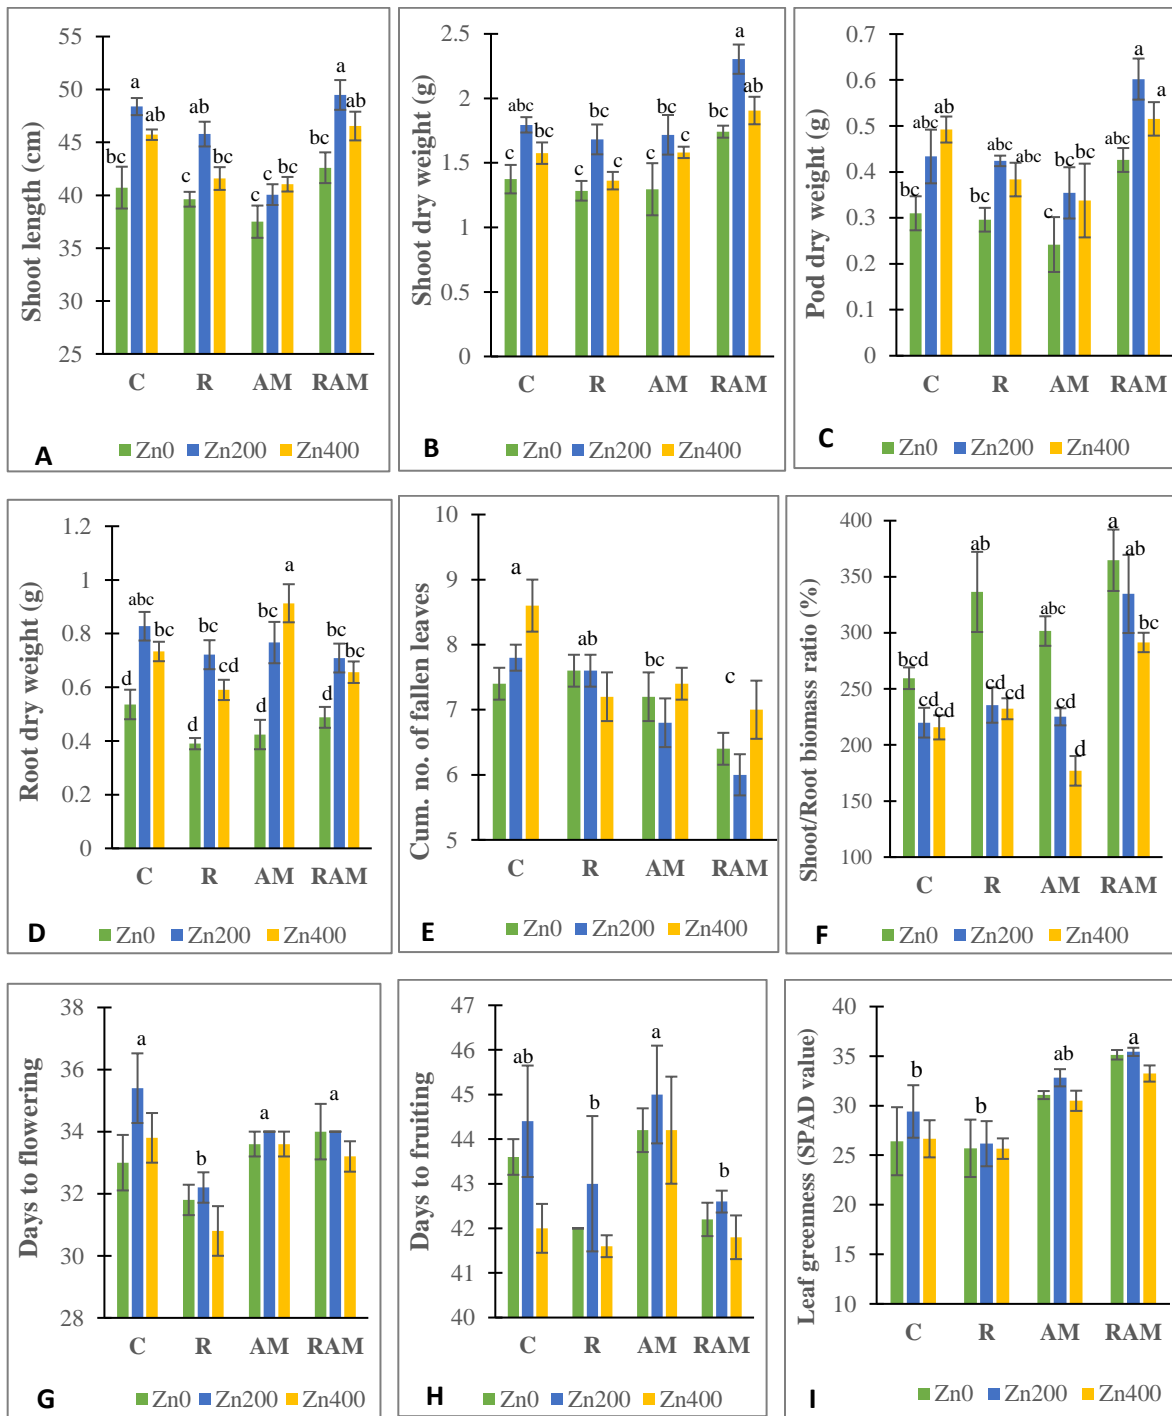 Shoot length (cm)
55
50
45
40
35
30
25
bc
a
ab
c
ab
c
c
c
bc
bc
a
ab
C R AM RAM
A
Zn0 Zn200 Zn400
Shoot dry weight (g)
2.5
2
1.5
1
0.5
0
c
abc
bc
c
bc
c
c
bc
c
bc
a
ab
C R AM RAM
B
Zn0 Zn200 Zn400
Pod dry weight (g)
0.7
0.6
0.5
0.4
0.3
0.2
0.1
0
bc
abc
ab
bc
abc
abc
c
bc
abc
abc
a
a
C R AM RAM
C
Zn0 Zn200 Zn400
Root dry weight (g)
1.2
1
0.8
0.6
0.4
0.2
0
d
abc
bc
d
bc
cd
d
bc
a
d
bc
bc
C R AM RAM
D
Zn0 Zn200 Zn400
Cum. no. of fallen leaves
10
9
8
7
6
5
a
ab
bc
c
C R AM RAM
E
Zn0 Zn200 Zn400
Shoot/Root biomass ratio (%)
400
350
300
250
200
150
100
bcd
cd
cd
ab
cd
cd
abc
cd
d
a
ab
bc
C R AM RAM
F
Zn0 Zn200 Zn400
Days to flowering
38
36
34
32
30
28
a
b
a
a
C R AM RAM
G
Zn0 Zn200 Zn400
Days to fruiting
47
46
45
44
43
42
41
40
ab
b
a
b
C R AM RAM
H
Zn0 Zn200 Zn400
Leaf greenness (SPAD value)
40
35
30
25
20
15
10
b
b
ab
a
C R AM RAM
I
Zn0 Zn200 Zn400